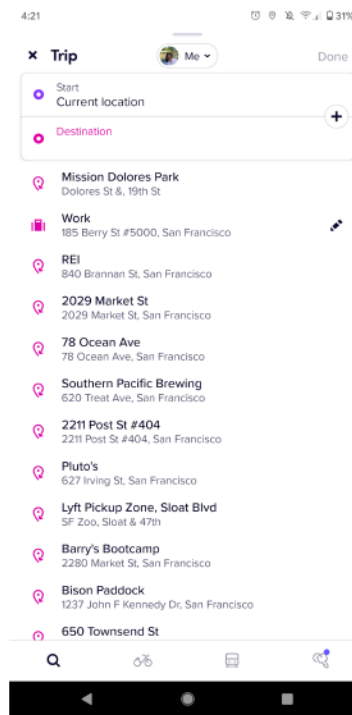 4:21
31%
Trip
Me
Done
Start
Current location
Destination
Mission Dolores Park
Dolores St &, 19th St
Work
185 Berry St #5000, San Francisco
REI
840 Brannan St, San Francisco
2029 Market St
2029 Market St, San Francisco
78 Ocean Ave
78 Ocean Ave, San Francisco
Southern Pacific Brewing
620 Treat Ave, San Francisco
2211 Post St #404
2211 Post St #404, San Francisco
Pluto's
627 Irving St, San Francisco
Lyft Pickup Zone, Sloat Blvd
SF Zoo, Sloat & 47th
Barry's Bootcamp
2280 Market St, San Francisco
Bison Paddock
1237 John F Kennedy Dr, San Francisco
650 Townsend St